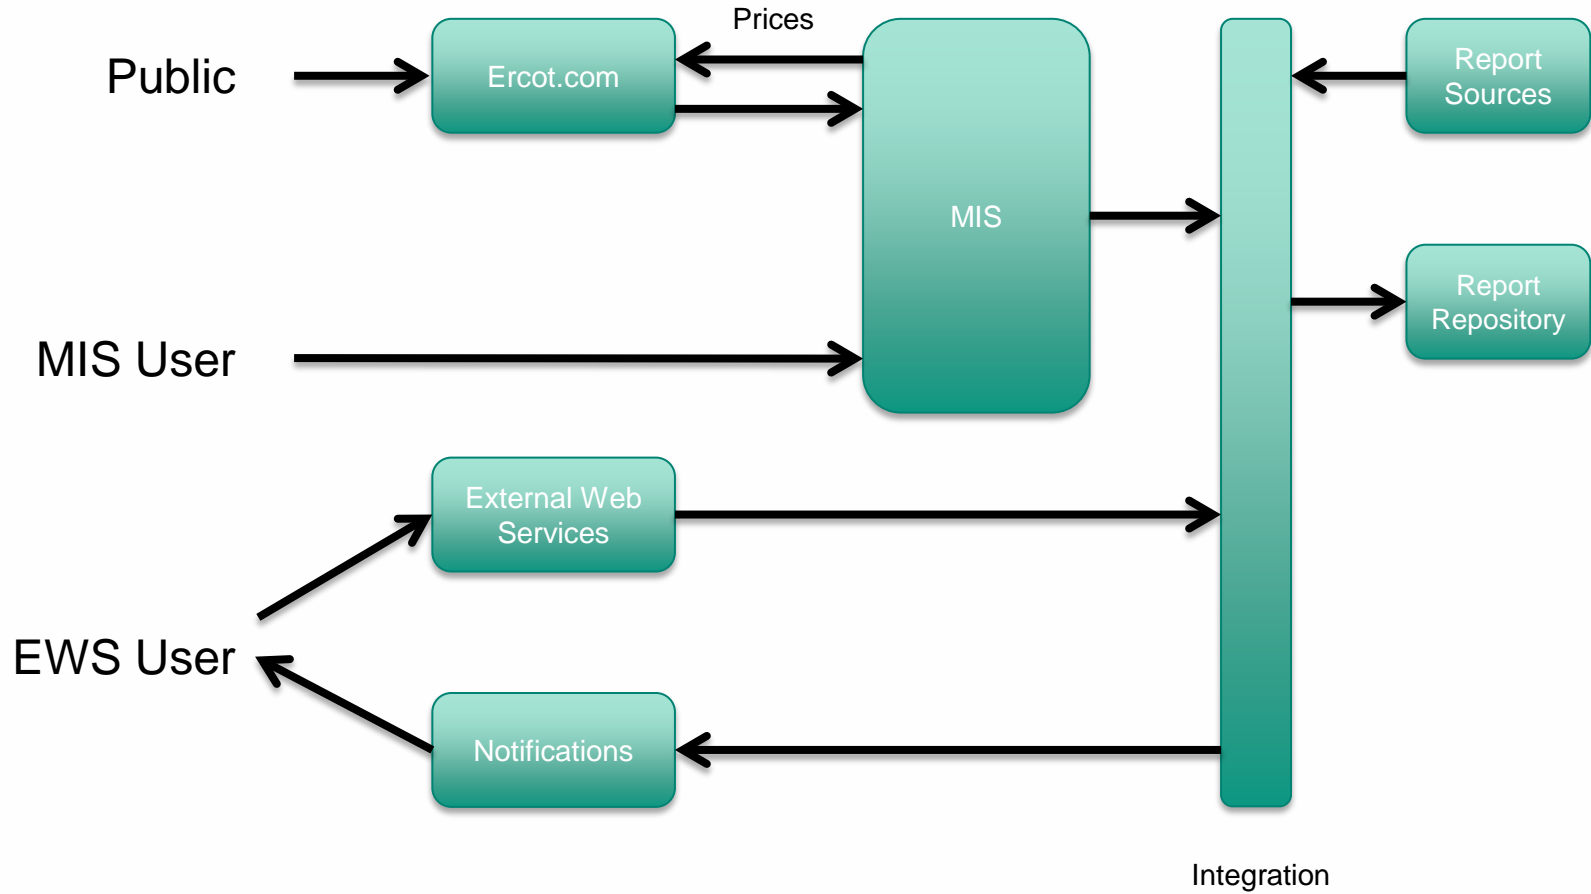 Prices
Public
Ercot.com
Report
Sources
MIS
Report
Repository
MIS User
External Web
Services
EWS User
Notifications
Integration